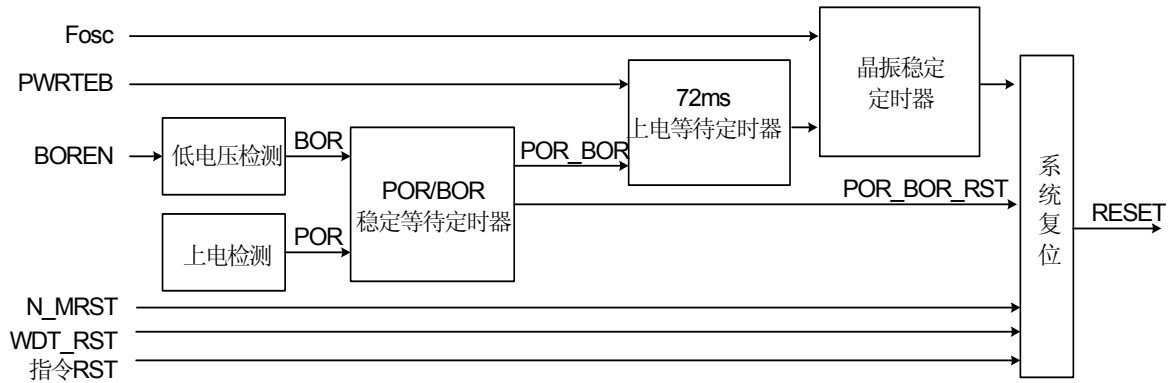 Fosc
PWRTEB
BOREN
低电压检测
BOR
上电检测
POR
POR/BOR
稳定等待定时器
POR_BOR
72ms
上电等待定时器
晶振稳定
定时器
POR_BOR_RST
系
统
复
位
RESET
N_MRST
WDT_RST
指令RST